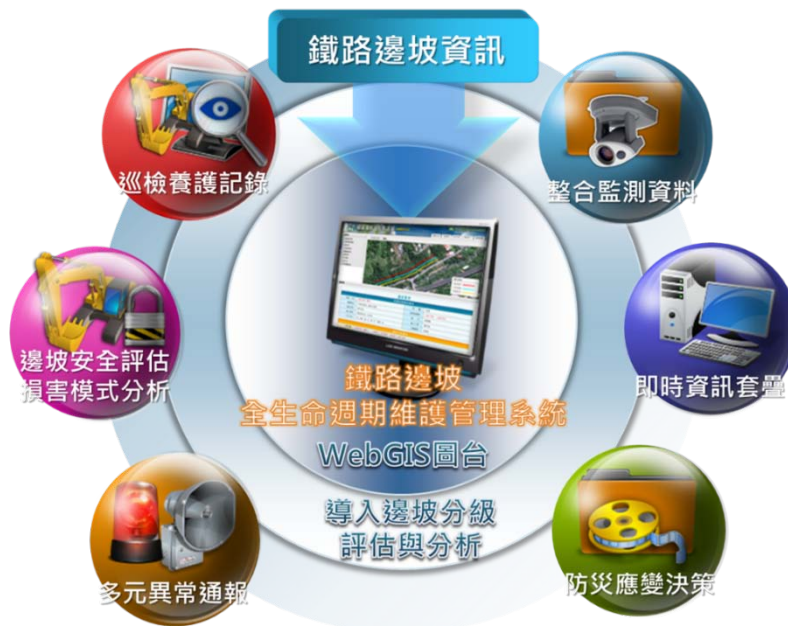 鐵路邊坡資訊
巡檢養護記錄
整合監測資料
邊坡安全評估
損害模式分析
即時資訊套疊
鐵路邊坡
全生命週期維護管理系統
WebGIS圖台
導入邊坡分級
評估與分析
多元異常通報
防災應變決策